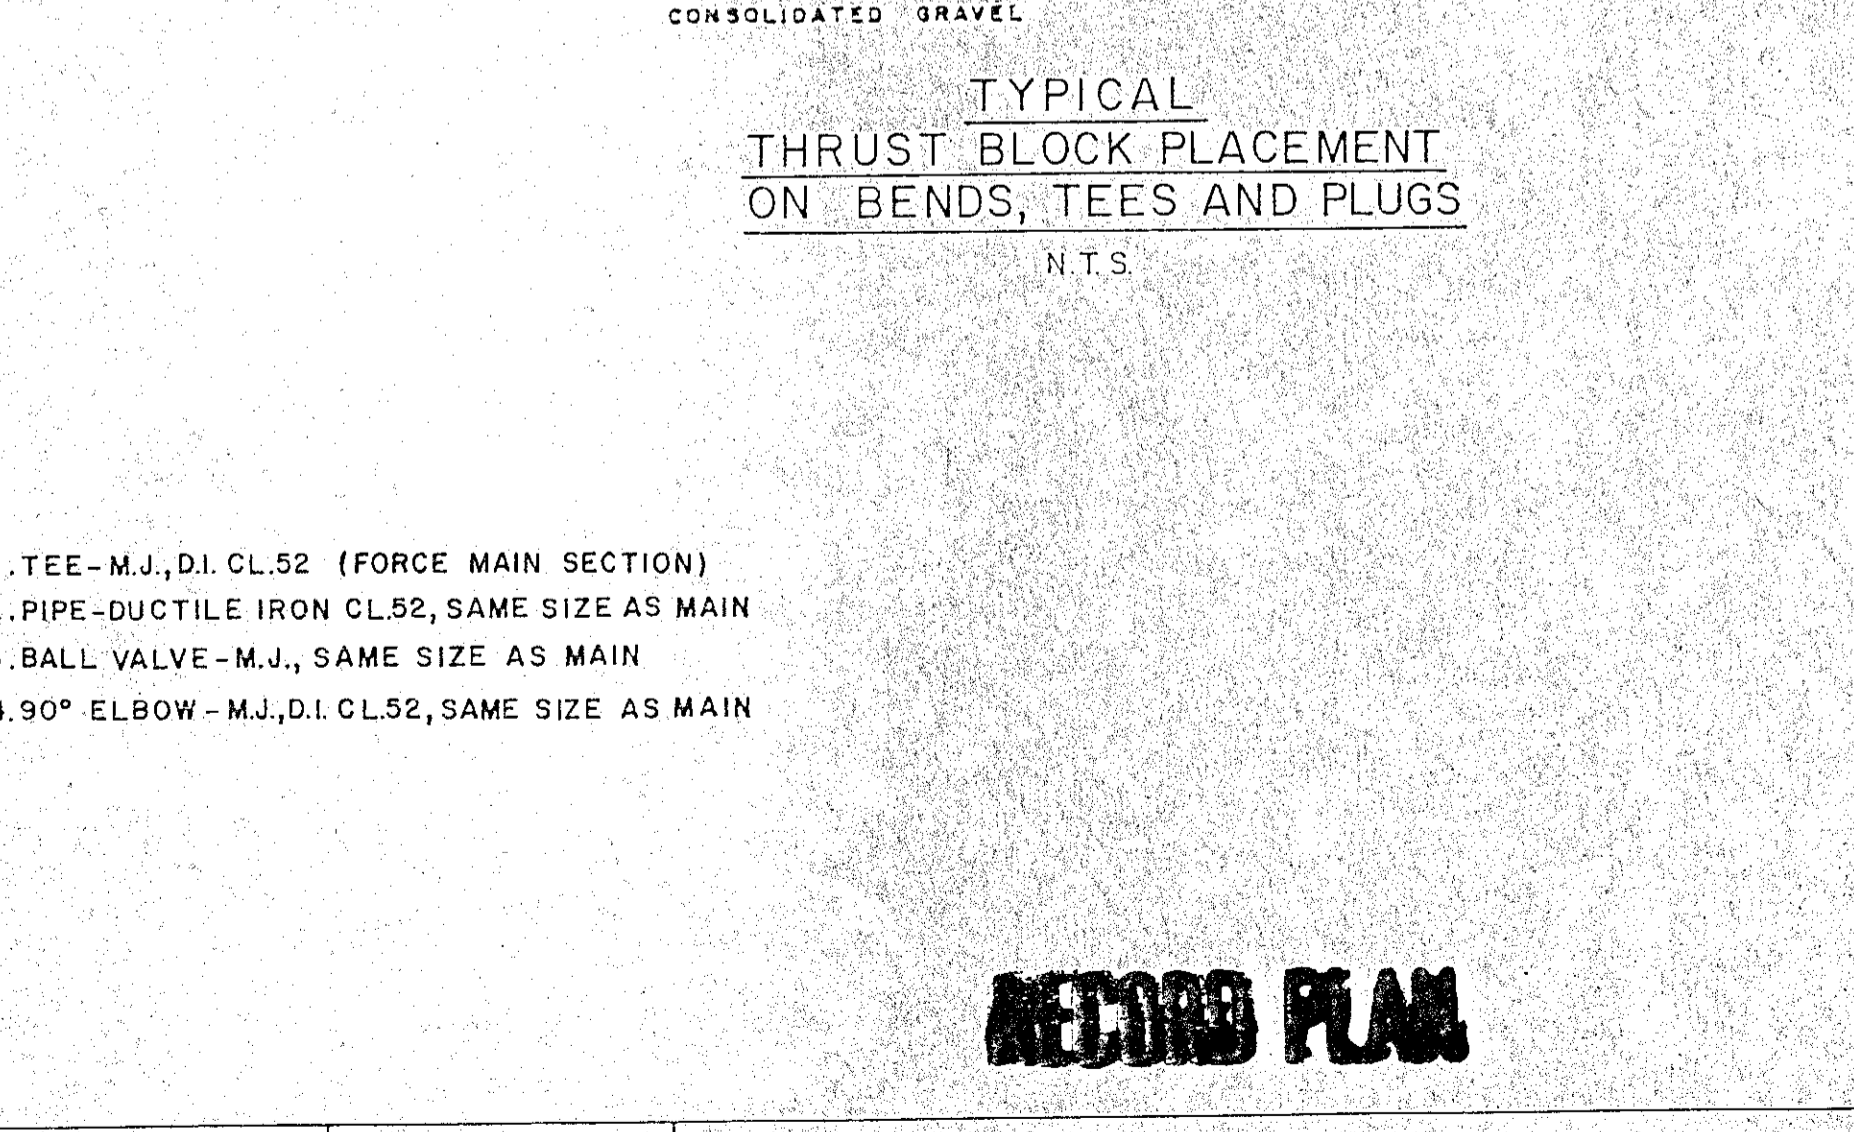 CONSOLIDATED GRAVEL
TYPICAL
THRUST BLOCK PLACEMENT
ON BENDS, TEES AND PLUGS
N.T.S.
.TEE-M.J.,D.I. CL.52 (FORCE MAIN SECTION)
.PIPE-DUCTILE IRON CL.52, SAME SIZE AS MAIN
.BALL VALVE-M.J., SAME SIZE AS MAIN
.90° ELBOW-M.J.,D.I. CL.52, SAME SIZE AS MAIN
RECORD PLAN